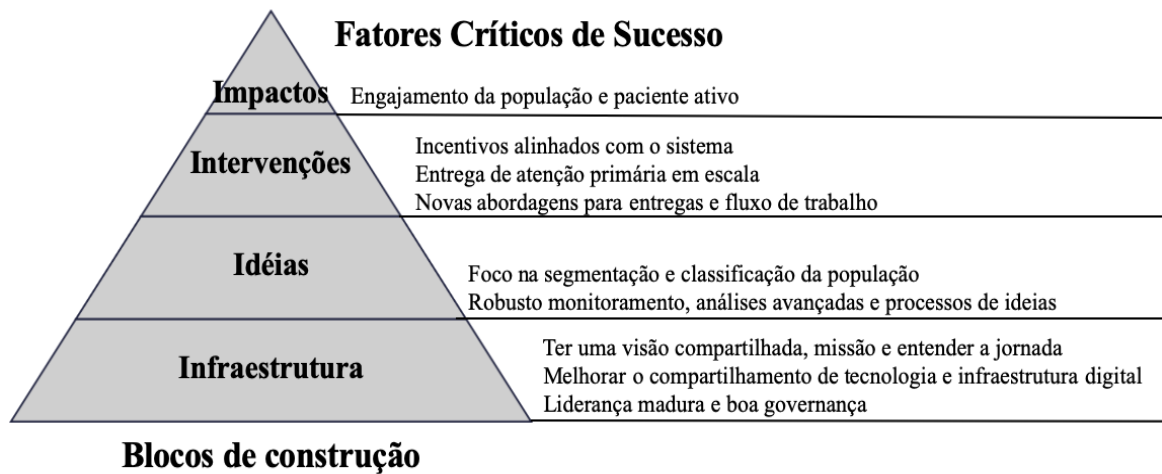 Fatores Críticos de Sucesso
Impactos
Engajamento da população e paciente ativo
Intervenções
Incentivos alinhados com o sistema
Entrega de atenção primária em escala
Novas abordagens para entregas e fluxo de trabalho
Idéias
Foco na segmentação e classificação da população
Robusto monitoramento, análises avançadas e processos de ideias
Infraestrutura
Ter uma visão compartilhada, missão e entender a jornada
Melhorar o compartilhamento de tecnologia e infraestrutura digital
Liderança madura e boa governança
Blocos de construção